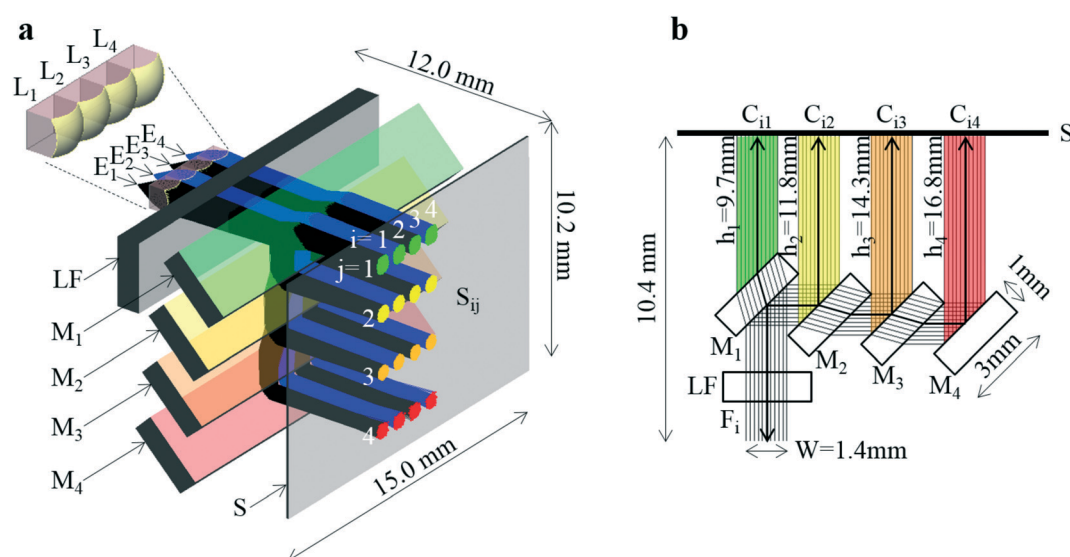 a
L1 L2 L3 L4
E1 E2 E3 E4
12.0 mm
10.2 mm
15.0 mm
i= 1 2 3 4
j= 1
2
3
4
Sij
LF
M1
M2
M3
M4
S
b
Ci1 Ci2 Ci3 Ci4
S
h1=9.7mm
h2=11.8mm
h3=14.3mm
h4=16.8mm
10.4 mm
1mm
3mm
M1
M2
M3
M4
LF
Fi
W=1.4mm